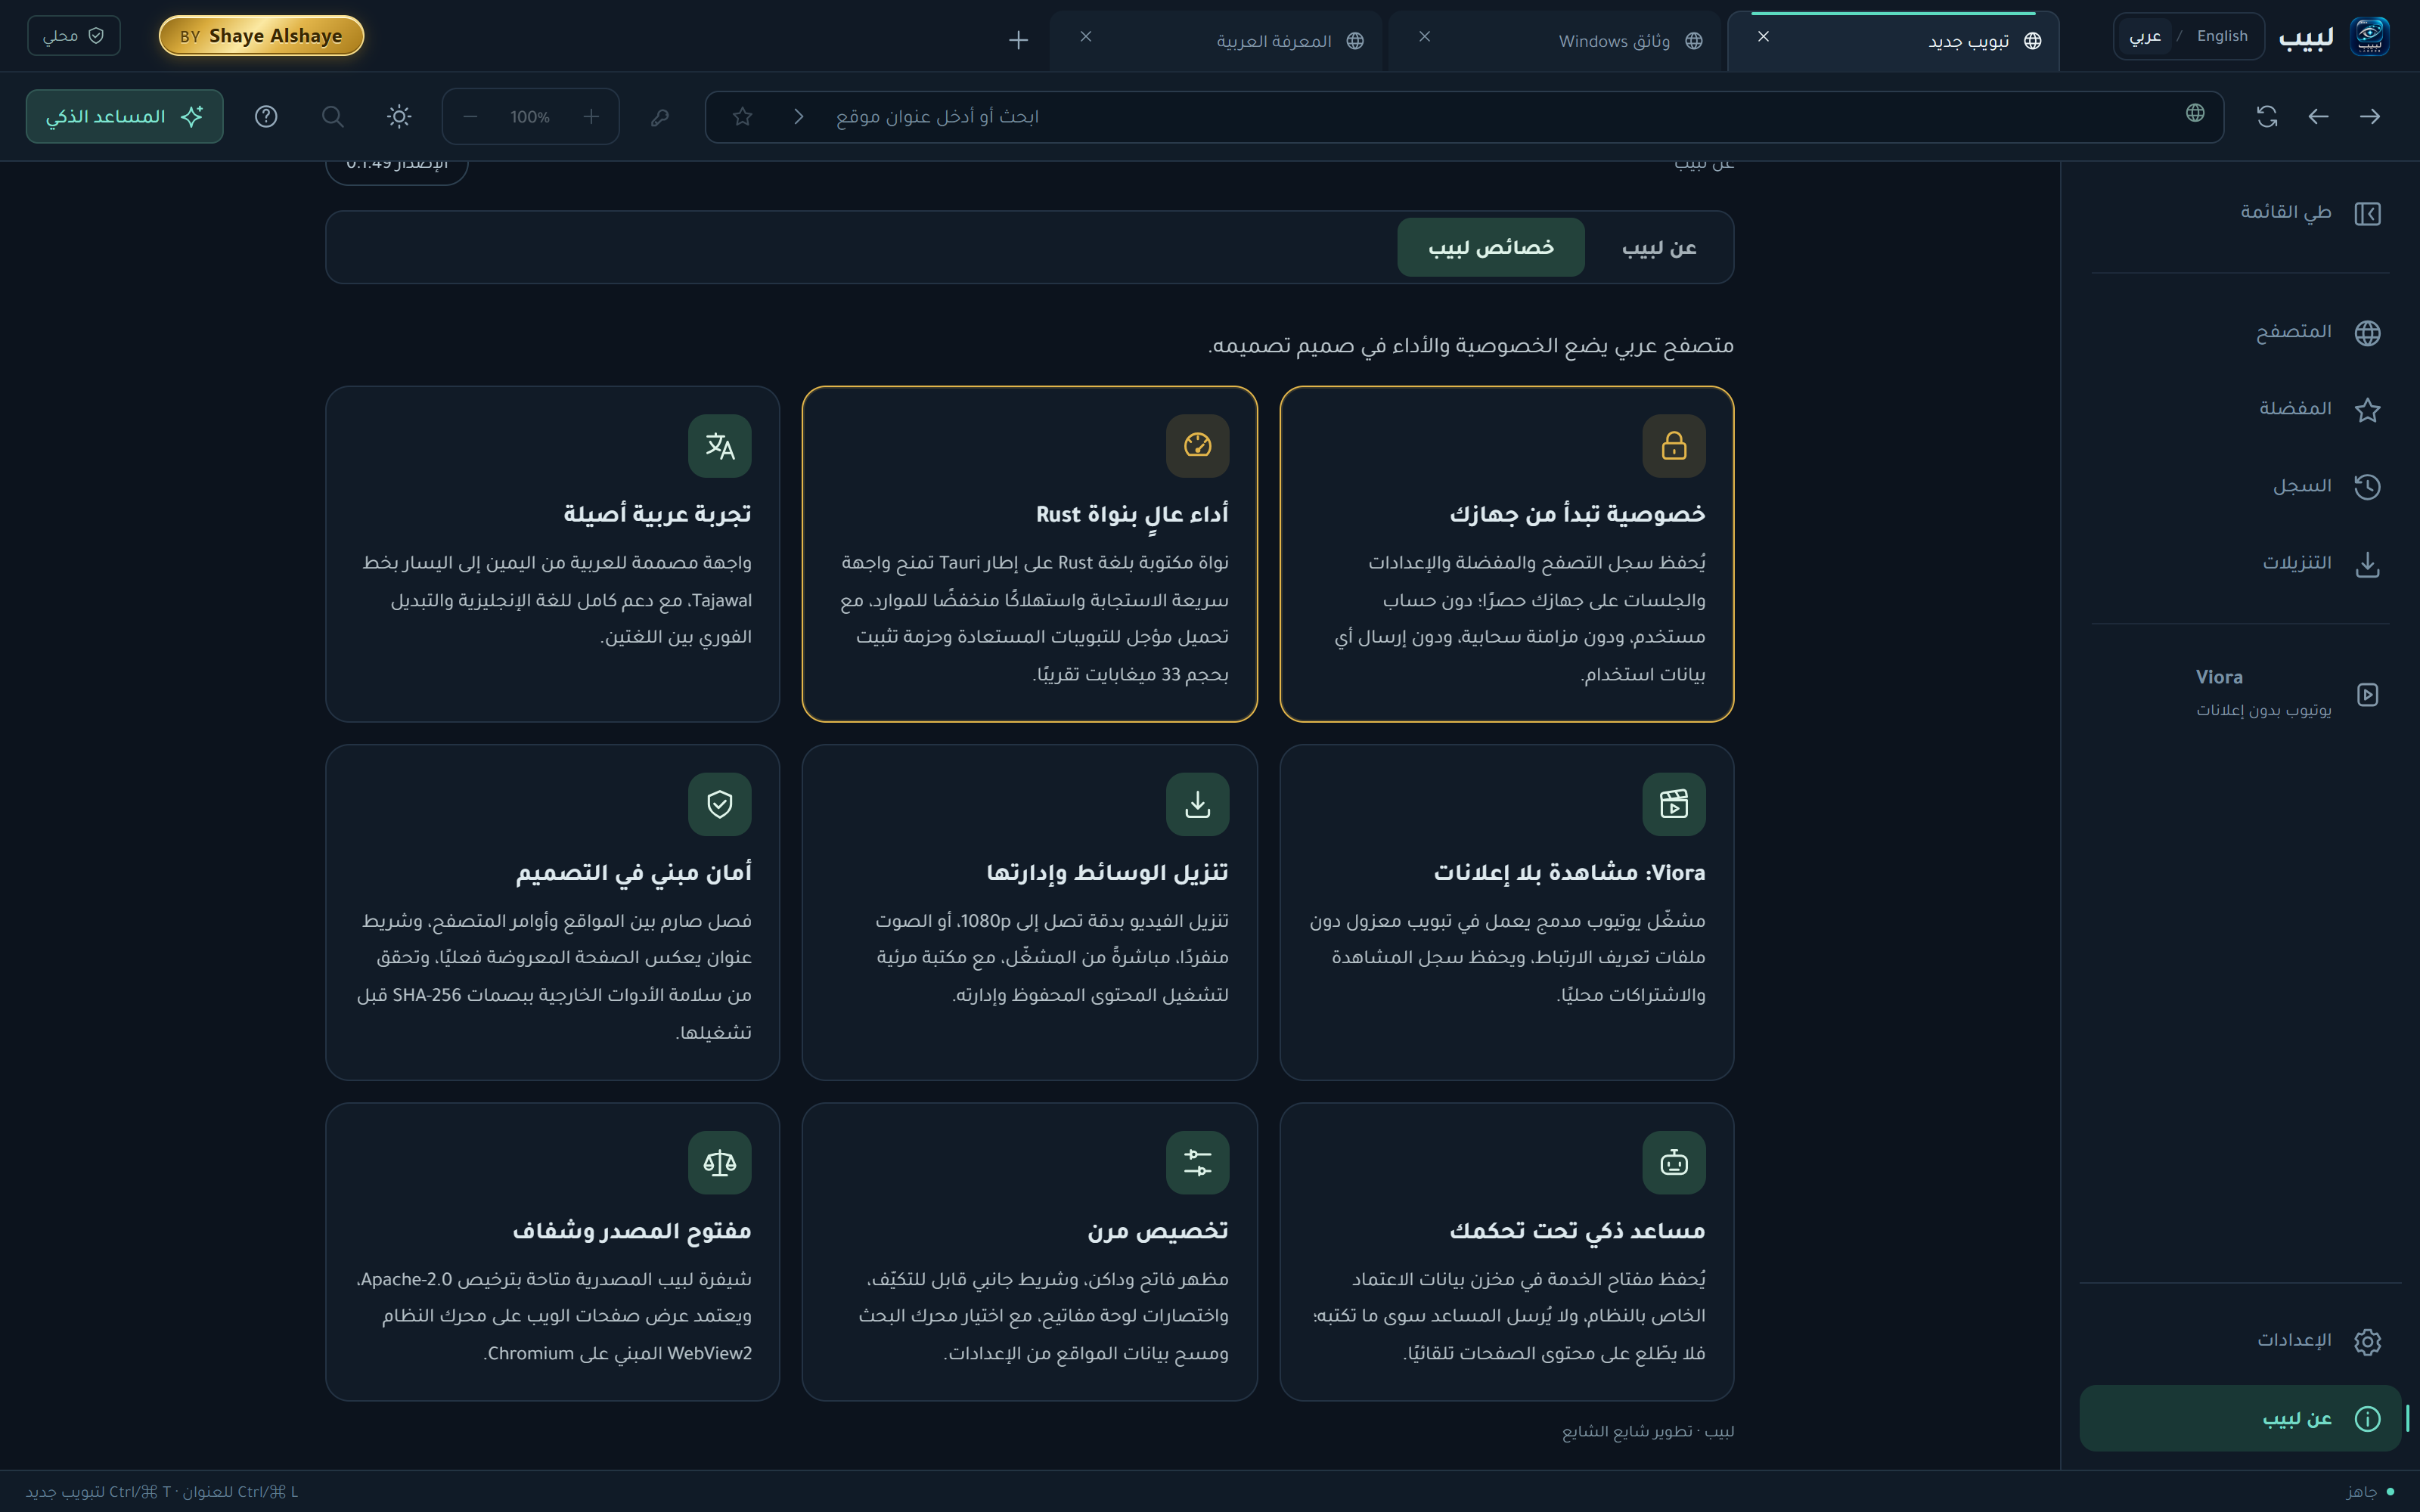 لبيب
English / عربي
تبويب جديد
وثائق Windows
المعرفة العربية
BY Shaye Alshaye
محلي
ابحث أو أدخل عنوان موقع
100%
المساعد الذكي
طي القائمة
المتصفح
المفضلة
السجل
التنزيلات
Viora
يوتيوب بدون إعلانات
الإعدادات
عن لبيب
عن لبيب
الإصدار 0.1.49
عن لبيب
خصائص لبيب
متصفح عربي يضع الخصوصية والأداء في صميم تصميمه.
خصوصية تبدأ من جهازك
يُحفظ سجل التصفح والمفضلة والإعدادات
والجلسات على جهازك حصرًا؛ دون حساب
مستخدم، ودون مزامنة سحابية، ودون إرسال أي
بيانات استخدام.
أداء عالٍ بنواة Rust
نواة مكتوبة بلغة Rust على إطار Tauri تمنح واجهة
سريعة الاستجابة واستهلاكًا منخفضًا للموارد، مع
تحميل مؤجل للتبويبات المستعادة وحزمة تثبيت
بحجم 33 ميغابايت تقريبًا.
تجربة عربية أصيلة
واجهة مصممة للعربية من اليمين إلى اليسار بخط
Tajawal، مع دعم كامل للغة الإنجليزية والتبديل
الفوري بين اللغتين.
Viora: مشاهدة بلا إعلانات
مشغّل يوتيوب مدمج يعمل في تبويب معزول دون
ملفات تعريف الارتباط، ويحفظ سجل المشاهدة
والاشتراكات محليًا.
تنزيل الوسائط وإدارتها
تنزيل الفيديو بدقة تصل إلى 1080p، أو الصوت
منفردًا، مباشرةً من المشغّل، مع مكتبة مرئية
لتشغيل المحتوى المحفوظ وإدارته.
أمان مبني في التصميم
فصل صارم بين المواقع وأوامر المتصفح، وشريط
عنوان يعكس الصفحة المعروضة فعليًا، وتحقق
من سلامة الأدوات الخارجية ببصمات SHA-256 قبل
تشغيلها.
مساعد ذكي تحت تحكمك
يُحفظ مفتاح الخدمة في مخزن بيانات الاعتماد
الخاص بالنظام، ولا يُرسل المساعد سوى ما تكتبه؛
فلا يطّلع على محتوى الصفحات تلقائيًا.
تخصيص مرن
مظهر فاتح وداكن، وشريط جانبي قابل للتكيّف،
واختصارات لوحة مفاتيح، مع اختيار محرك البحث
ومسح بيانات المواقع من الإعدادات.
مفتوح المصدر وشفاف
شيفرة لبيب المصدرية متاحة بترخيص Apache-2.0،
ويعتمد عرض صفحات الويب على محرك النظام
WebView2 المبني على Chromium.
لبيب · تطوير شايع الشايع
جاهز
Ctrl/⌘ L للعنوان · Ctrl/⌘ T لتبويب جديد